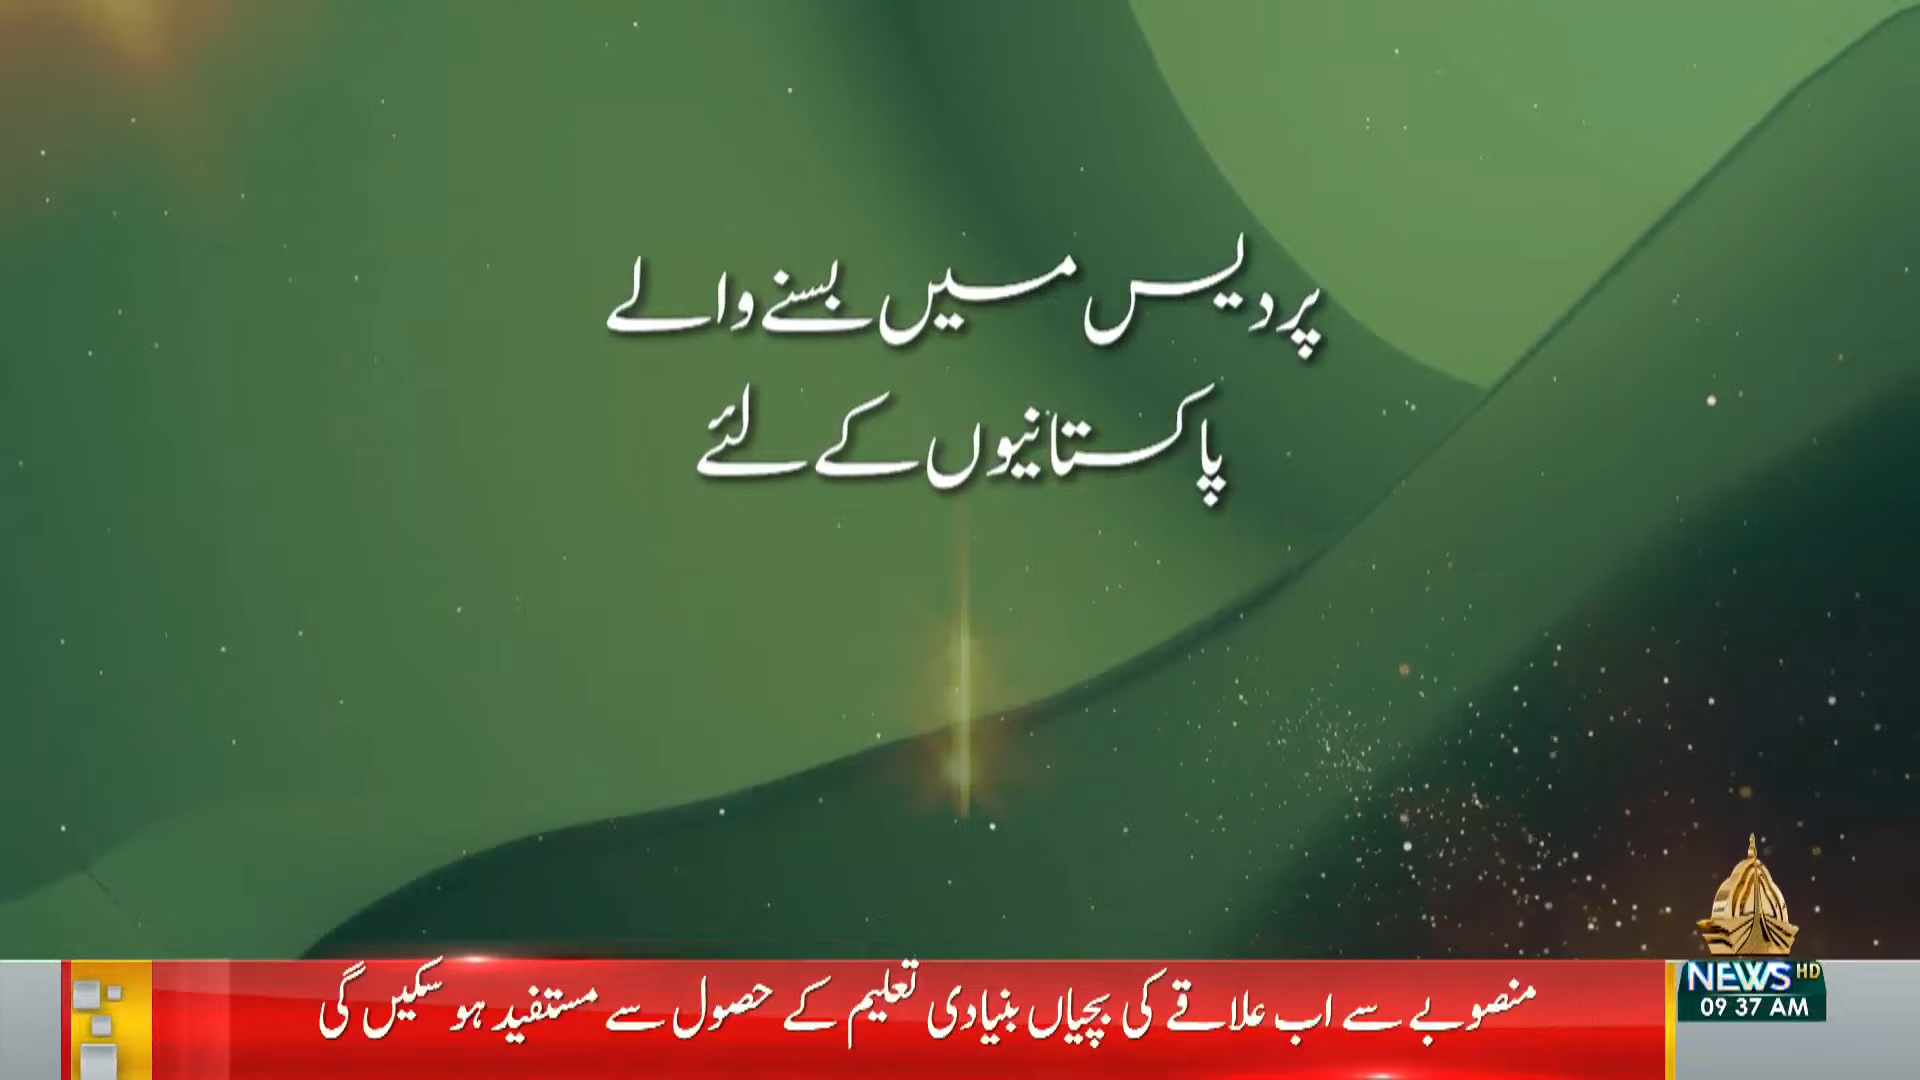 پردیس میں بسنے والے
پاکستانیوں کے لئے
منصوبے سے اب علاقے کی بچیاں بنیادی تعلیم کے حصول سے مستفید ہو سکیں گی
NEWS HD
09 37 AM